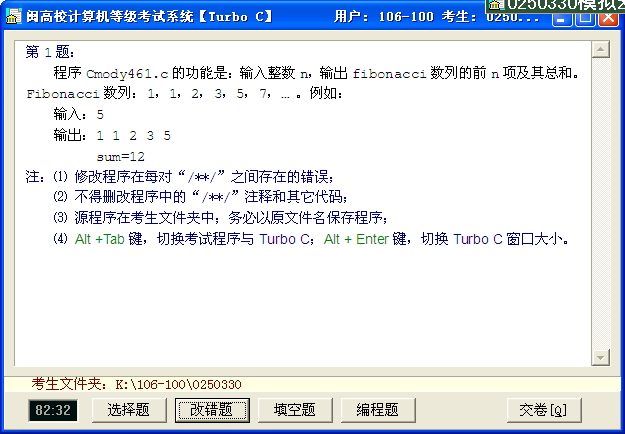 0250330模拟
闽高校计算机等级考试系统【Turbo C】 用户: 106-100 考生: 0250...
第 1 题:
程序 Cmody461.c 的功能是: 输入整数 n, 输出 fibonacci 数列的前 n 项及其总和。
Fibonacci 数列: 1, 1, 2, 3, 5, 7, … 。例如:
输入: 5
输出: 1 1 2 3 5
sum=12
注: ⑴ 修改程序在每对“/**/”之间存在的错误;
⑵ 不得删改程序中的“/**/”注释和其它代码;
⑶ 源程序在考生文件夹中; 务必以原文件名保存程序;
⑷ Alt +Tab 键, 切换考试程序与 Turbo C; Alt + Enter 键, 切换 Turbo C 窗口大小。
考生文件夹: K:\106-100\0250330
82:32 选择题 改错题 填空题 编程题 交卷[Q]